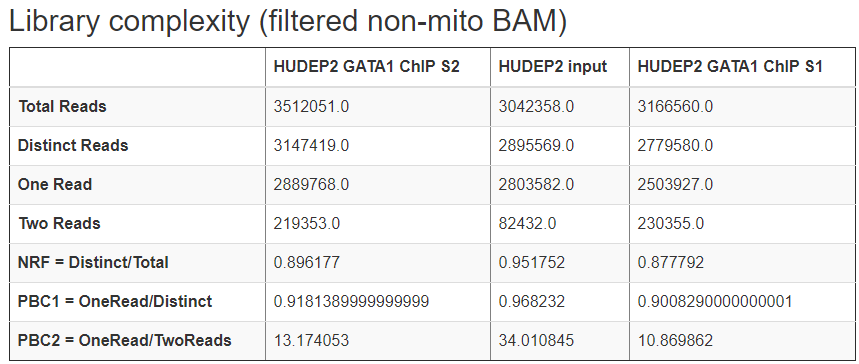 Library complexity (filtered non-mito BAM)
HUDEP2 GATA1 ChIP S2 HUDEP2 input HUDEP2 GATA1 ChIP S1
Total Reads 3512051.0 3042358.0 3166560.0
Distinct Reads 3147419.0 2895569.0 2779580.0
One Read 2889768.0 2803582.0 2503927.0
Two Reads 219353.0 82432.0 230355.0
NRF = Distinct/Total 0.896177 0.951752 0.877792
PBC1 = OneRead/Distinct 0.9181389999999999 0.968232 0.9008290000000001
PBC2 = OneRead/TwoReads 13.174053 34.010845 10.869862